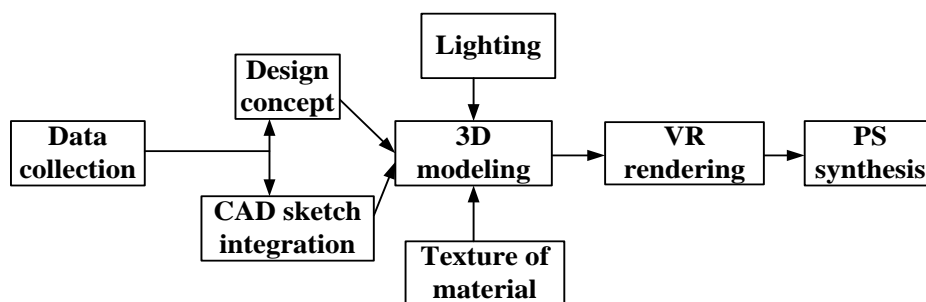 Data
collection
Design
concept
CAD sketch
integration
Lighting
3D
modeling
Texture of
material
VR
rendering
PS
synthesis